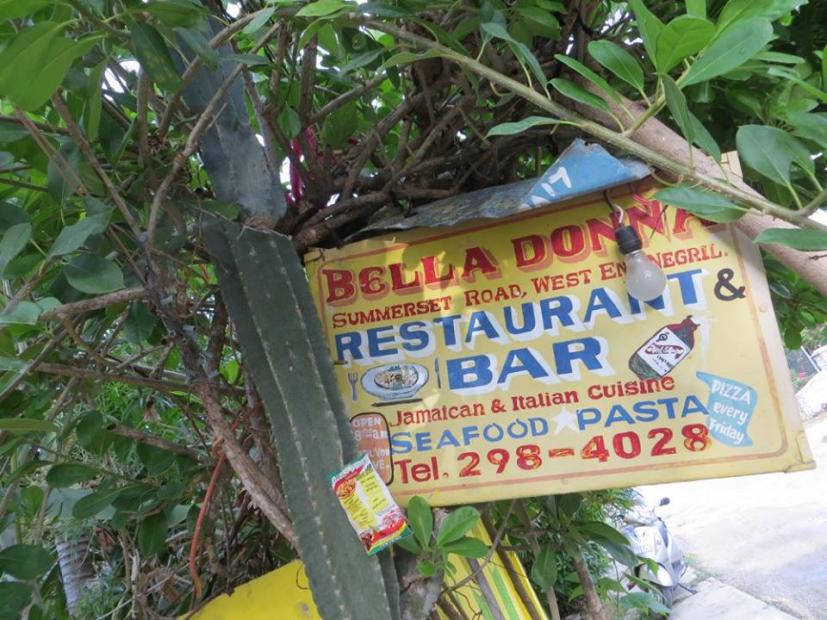 BELLA DONNA
SUMMERSET ROAD, WEST END NEGRIL.
RESTAURANT &
BAR
Jamaican & Italian Cuisine
SEAFOOD PASTA
Tel. 298-4028
OPEN
PIZZA
every
Friday